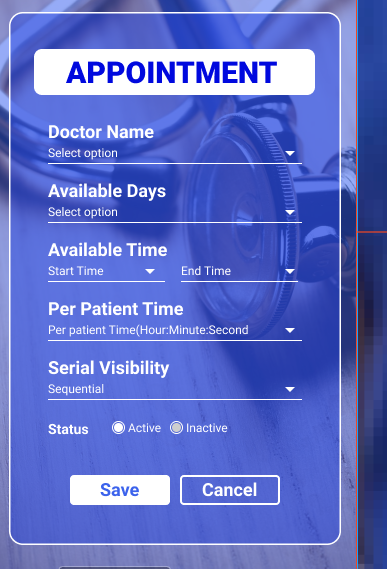 APPOINTMENT
Doctor Name
Select option
Available Days
Select option
Available Time
Start Time End Time
Per Patient Time
Per patient Time(Hour:Minute:Second
Serial Visibility
Sequential
Status Active Inactive
Save Cancel